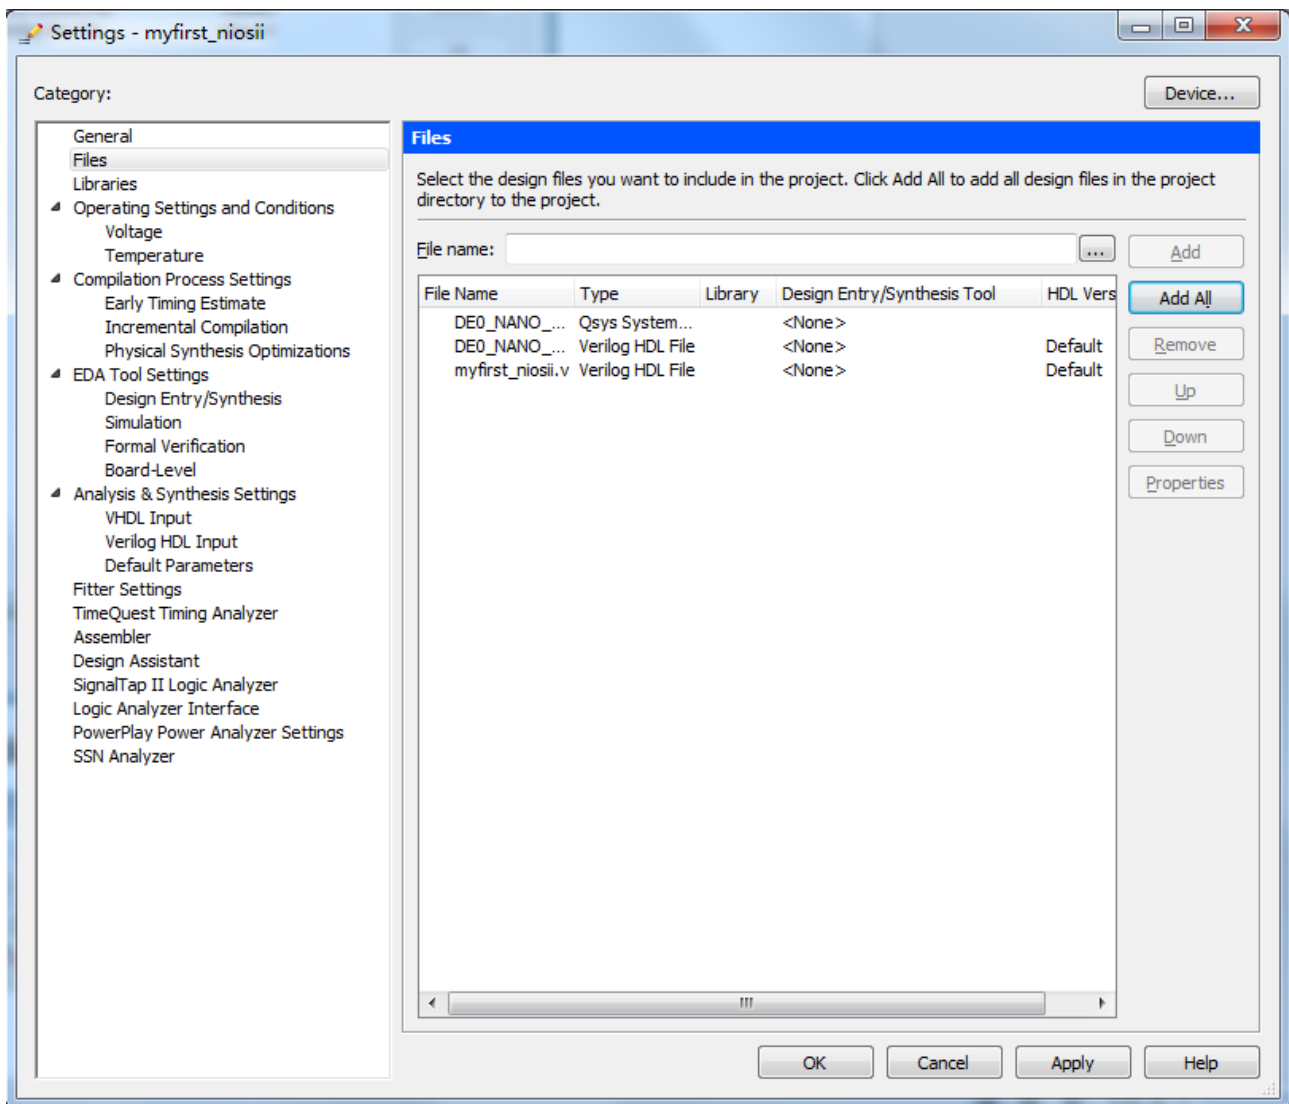 Settings - myfirst_niosii
Category:
Device...
General
Files
Libraries
Operating Settings and Conditions
Voltage
Temperature
Compilation Process Settings
Early Timing Estimate
Incremental Compilation
Physical Synthesis Optimizations
EDA Tool Settings
Design Entry/Synthesis
Simulation
Formal Verification
Board-Level
Analysis & Synthesis Settings
VHDL Input
Verilog HDL Input
Default Parameters
Fitter Settings
TimeQuest Timing Analyzer
Assembler
Design Assistant
SignalTap II Logic Analyzer
Logic Analyzer Interface
PowerPlay Power Analyzer Settings
SSN Analyzer
Files
Select the design files you want to include in the project. Click Add All to add all design files in the project
directory to the project.
File name: ... Add
File Name Type Library Design Entry/Synthesis Tool HDL Vers Add All
DE0_NANO_... Qsys System... <None>
DE0_NANO_... Verilog HDL File <None> Default Remove
myfirst_niosii.v Verilog HDL File <None> Default
Up
Down
Properties
OK Cancel Apply Help